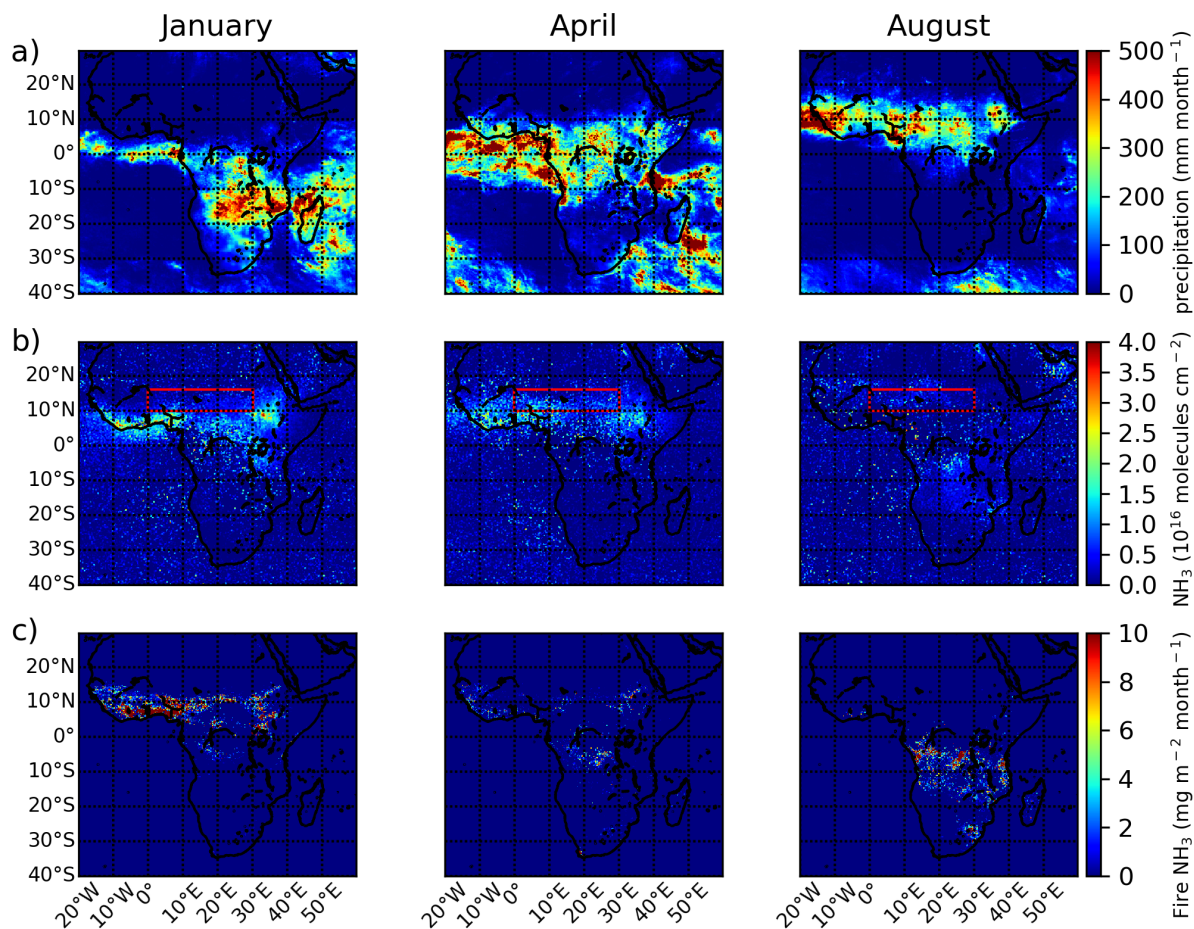 January April August
a)
20°N
10°N
0°
10°S
20°S
30°S
40°S
500
400
300
200
100
0
precipitation (mm month⁻¹)
b)
20°N
10°N
0°
10°S
20°S
30°S
40°S
4.0
3.5
3.0
2.5
2.0
1.5
1.0
0.5
0.0
NH₃ (10¹⁶ molecules cm⁻²)
c)
20°N
10°N
0°
10°S
20°S
30°S
40°S
10
8
6
4
2
0
Fire NH₃ (mg m⁻² month⁻¹)
20°W 10°W 0° 10°E 20°E 30°E 40°E 50°E
20°W 10°W 0° 10°E 20°E 30°E 40°E 50°E
20°W 10°W 0° 10°E 20°E 30°E 40°E 50°E